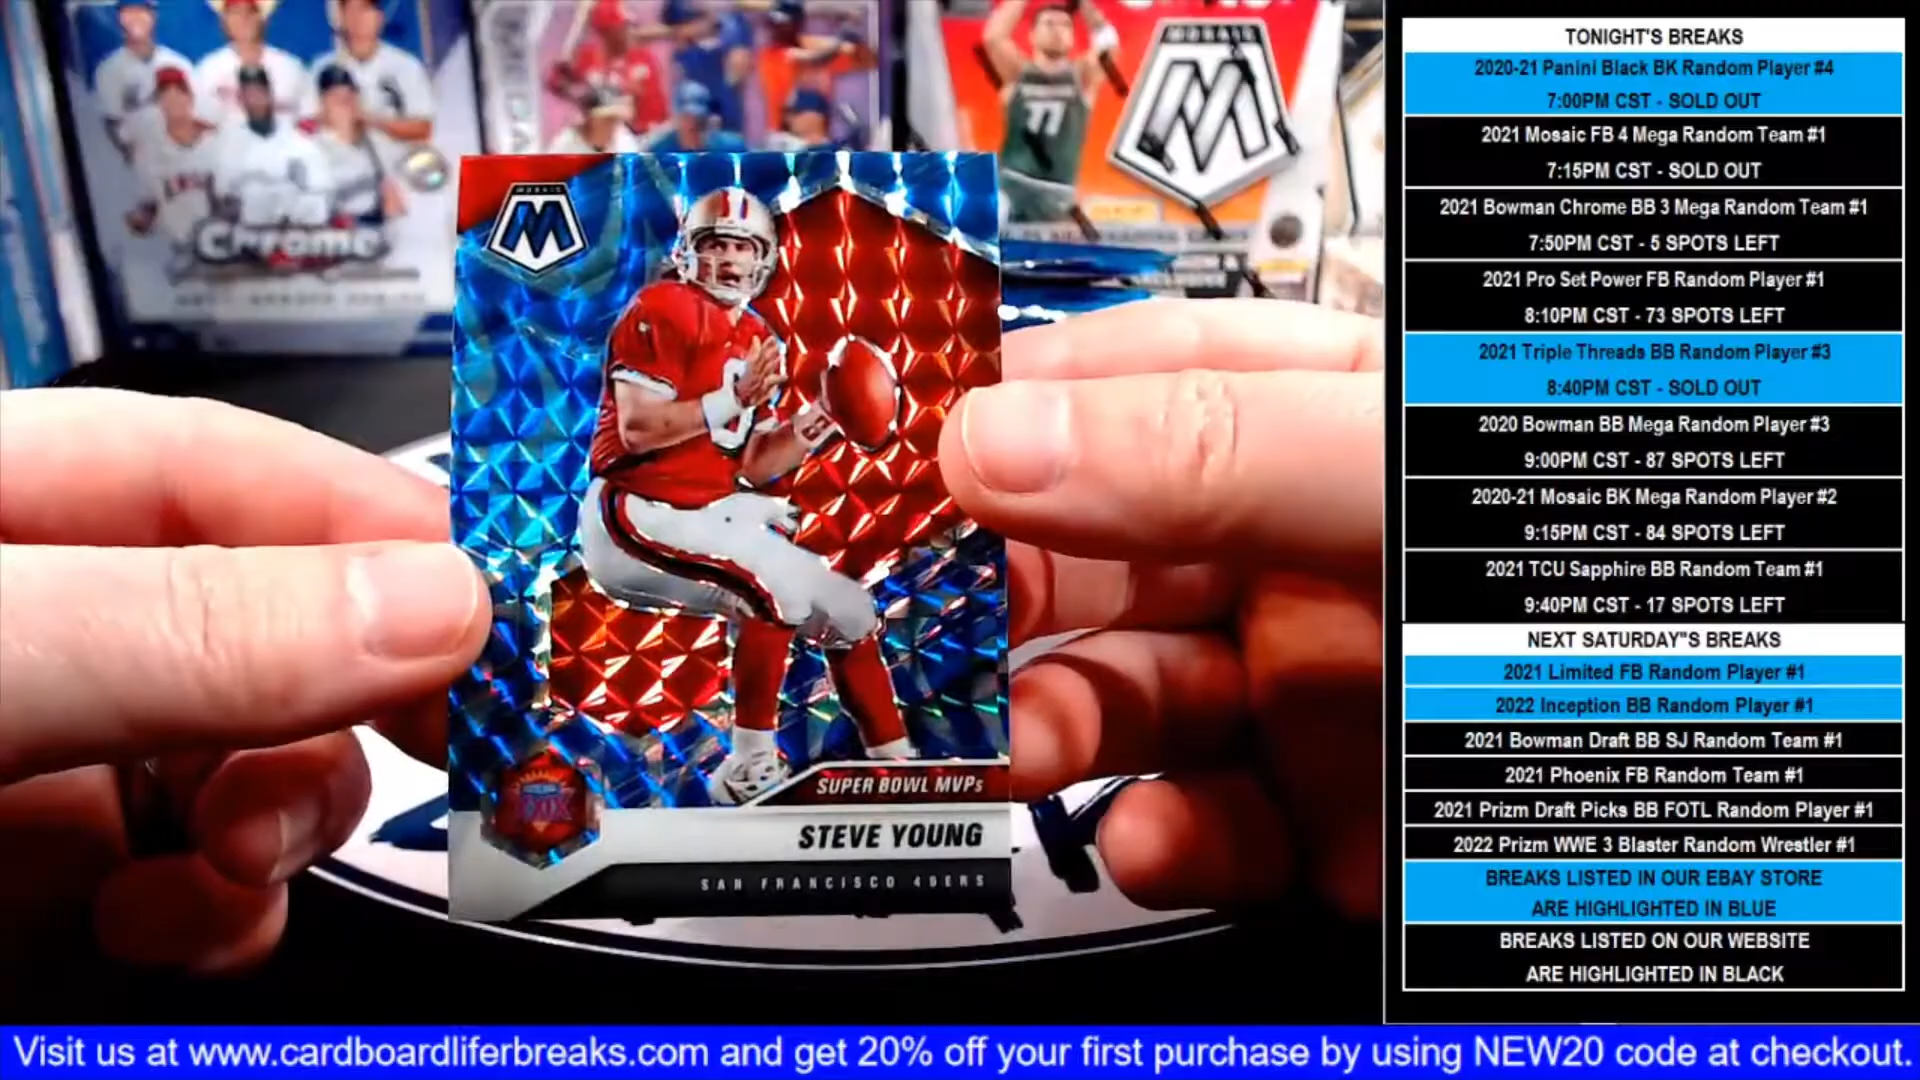 MOSAIC
Chrome
MOSAIC
77
8
SUPER BOWL MVPs
STEVE YOUNG
SAN FRANCISCO 49ERS
XXIX
TONIGHT'S BREAKS
2020-21 Panini Black BK Random Player #4
7:00PM CST - SOLD OUT
2021 Mosaic FB 4 Mega Random Team #1
7:15PM CST - SOLD OUT
2021 Bowman Chrome BB 3 Mega Random Team #1
7:50PM CST - 5 SPOTS LEFT
2021 Pro Set Power FB Random Player #1
8:10PM CST - 73 SPOTS LEFT
2021 Triple Threads BB Random Player #3
8:40PM CST - SOLD OUT
2020 Bowman BB Mega Random Player #3
9:00PM CST - 87 SPOTS LEFT
2020-21 Mosaic BK Mega Random Player #2
9:15PM CST - 84 SPOTS LEFT
2021 TCU Sapphire BB Random Team #1
9:40PM CST - 17 SPOTS LEFT
NEXT SATURDAY"S BREAKS
2021 Limited FB Random Player #1
2022 Inception BB Random Player #1
2021 Bowman Draft BB SJ Random Team #1
2021 Phoenix FB Random Team #1
2021 Prizm Draft Picks BB FOTL Random Player #1
2022 Prizm WWE 3 Blaster Random Wrestler #1
BREAKS LISTED IN OUR EBAY STORE
ARE HIGHLIGHTED IN BLUE
BREAKS LISTED ON OUR WEBSITE
ARE HIGHLIGHTED IN BLACK
Visit us at www.cardboardliferbreaks.com and get 20% off your first purchase by using NEW20 code at checkout.